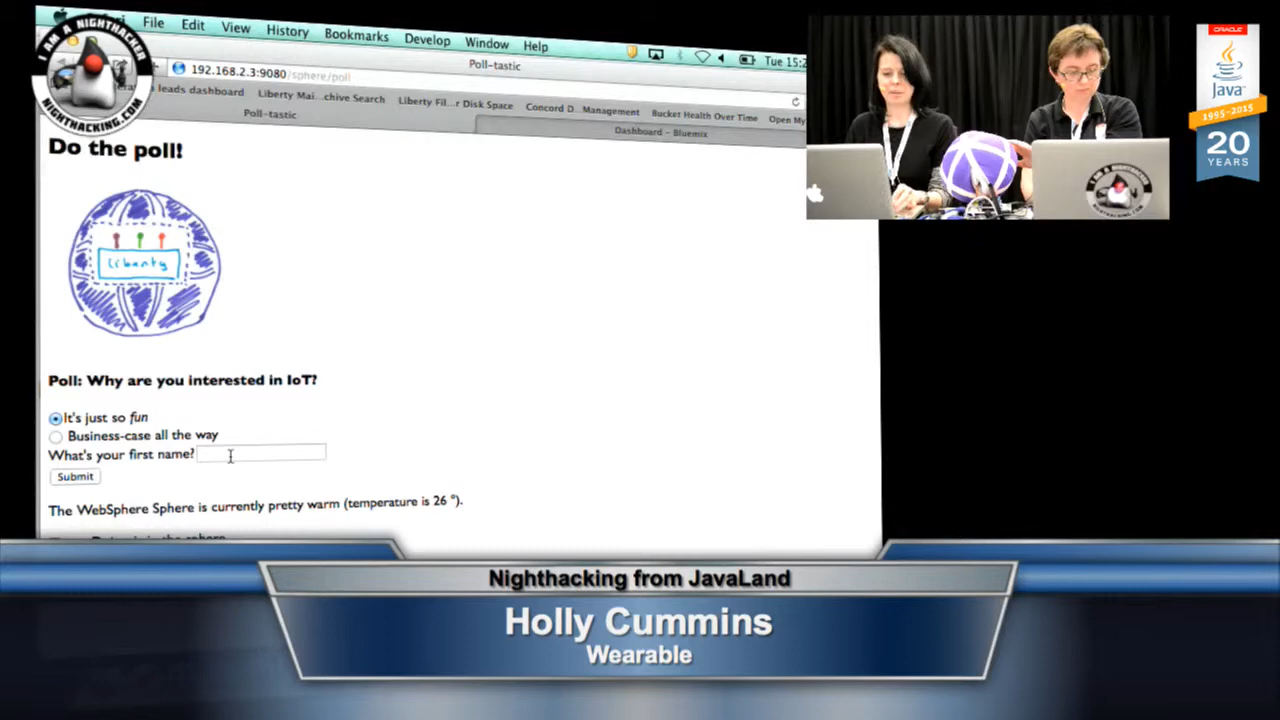 I AM A NIGHTHACKER
NIGHTHACKING.COM
File Edit View History Bookmarks Develop Window Help
Tue 15:2
Poll-tastic
192.168.2.3:9080/sphere/poll
leads dashboard Liberty Mai...chive Search Liberty Fil...r Disk Space Concord D...Management Bucket Health Over Time Open My
Poll-tastic
Dashboard – Bluemix
Do the poll!
liberty
Poll: Why are you interested in IoT?
It's just so fun
Business-case all the way
What's your first name?
Submit
The WebSphere Sphere is currently pretty warm (temperature is 26 °).
ORACLE
Java
1995-2015
20
YEARS
NIGHTHACKING.COM
Nighthacking from JavaLand
Holly Cummins
Wearable